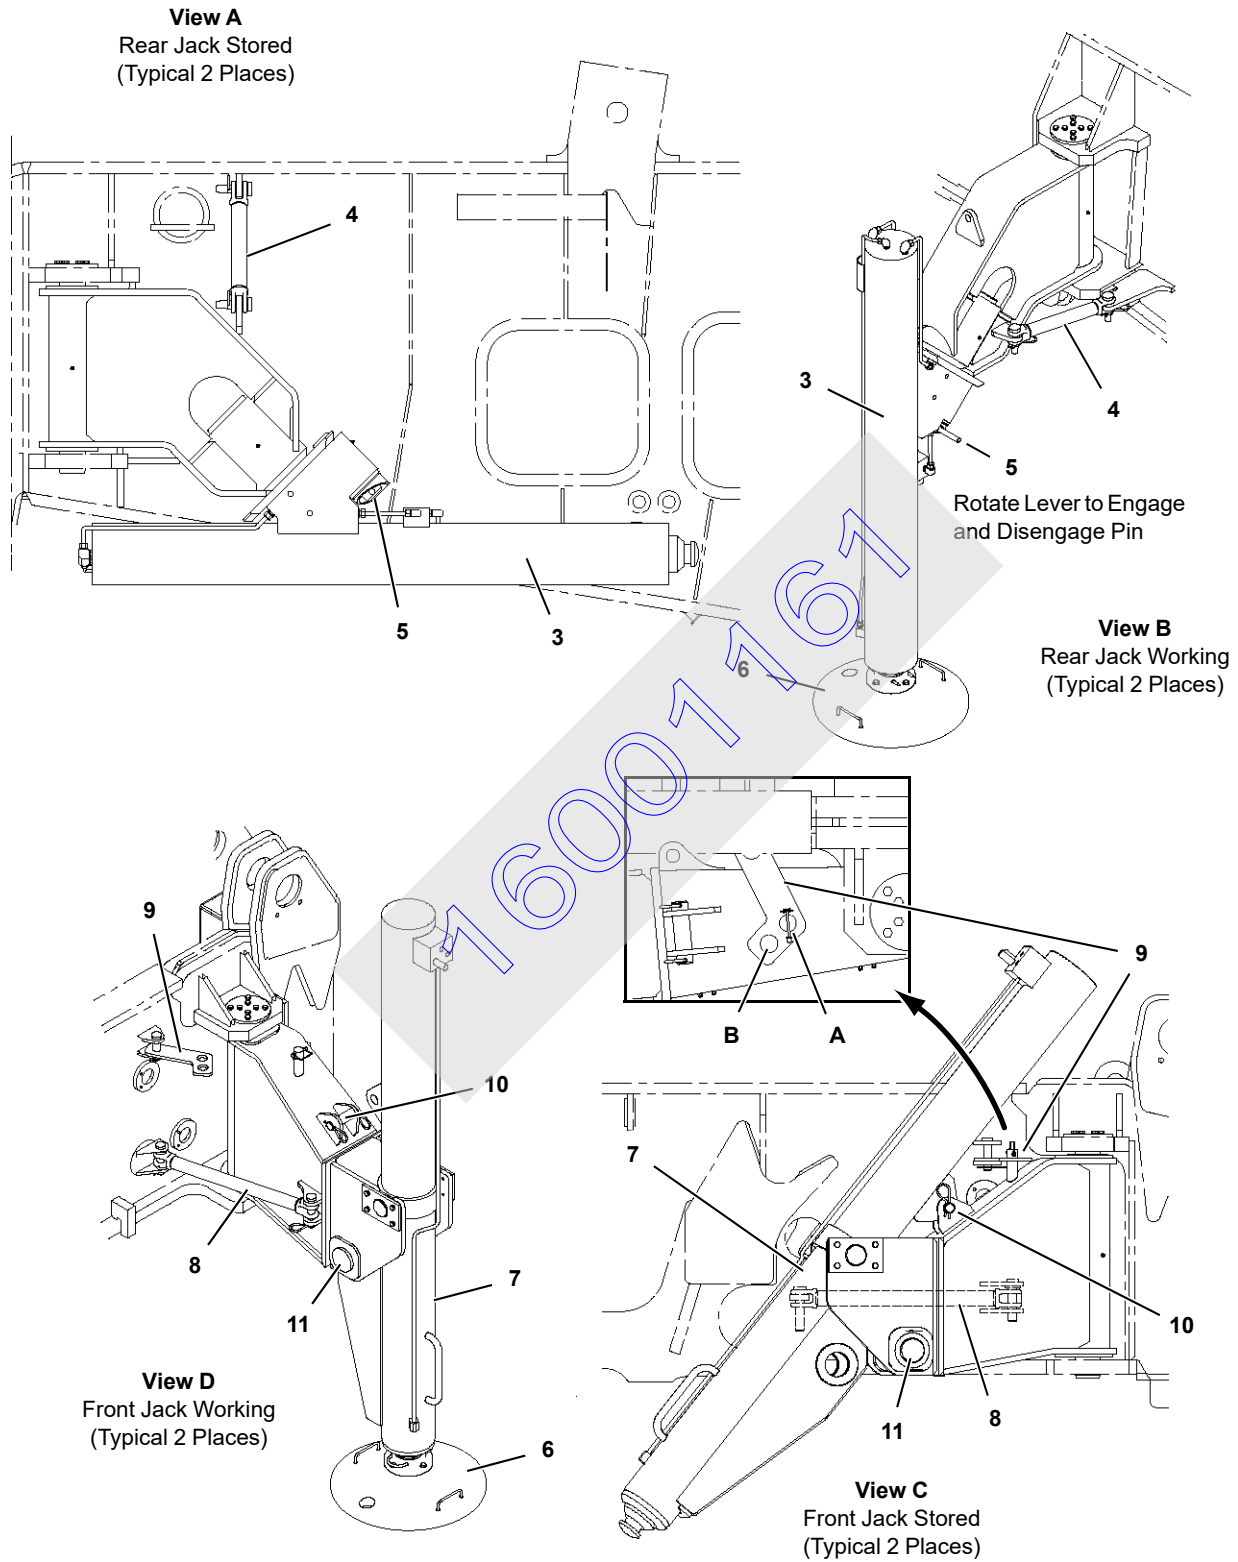 View A
Rear Jack Stored
(Typical 2 Places)
4
3
4
5
Rotate Lever to Engage
and Disengage Pin
5
3
View B
Rear Jack Working
(Typical 2 Places)
6
1600116 1
9
9
B
A
10
7
8
7
11
10
View D
Front Jack Working
(Typical 2 Places)
11
8
6
View C
Front Jack Stored
(Typical 2 Places)